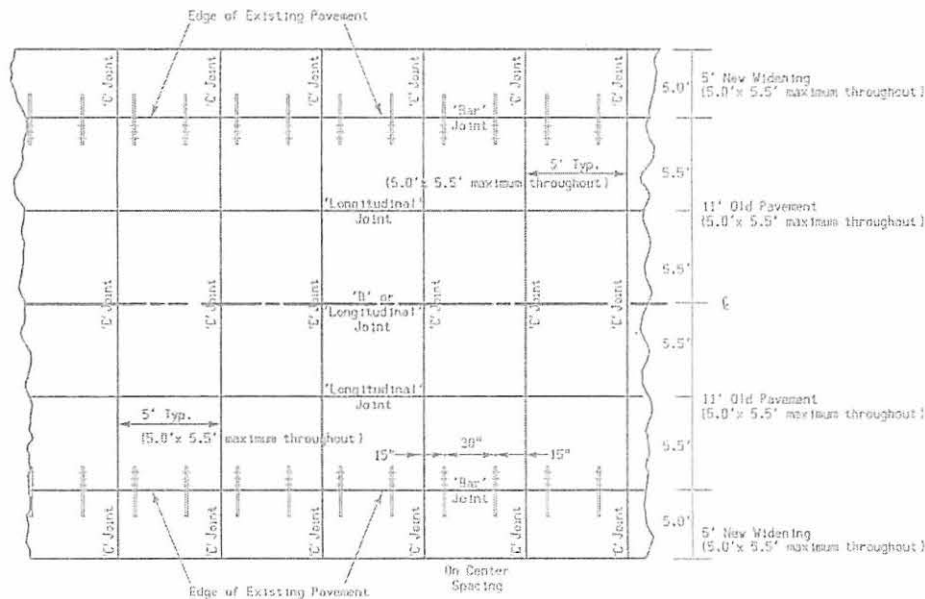 Edge of Existing Pavement
'C' Joint
'C' Joint
'C' Joint
'C' Joint
'C' Joint
'C' Joint
5.0'
5' New Widening
(5.0'x 5.5' maximum throughout)
'Bar'
Joint
5' Typ.
(5.0'x 5.5' maximum throughout)
5.5'
'Longitudinal'
Joint
11' Old Pavement
(5.0'x 5.5' maximum throughout)
5.5'
'C' Joint
'C' Joint
'C' Joint
'B' or
'Longitudinal'
Joint
'C' Joint
'C' Joint
'C' Joint
℄
5.5'
'Longitudinal'
Joint
11' Old Pavement
(5.0'x 5.5' maximum throughout)
5' Typ.
(5.0'x 5.5' maximum throughout)
5.5'
15"
30"
15"
'Bar'
Joint
'C' Joint
'C' Joint
'C' Joint
'C' Joint
'C' Joint
'C' Joint
5.0'
5' New Widening
(5.0'x 5.5' maximum throughout)
On Center
Spacing
Edge of Existing Pavement